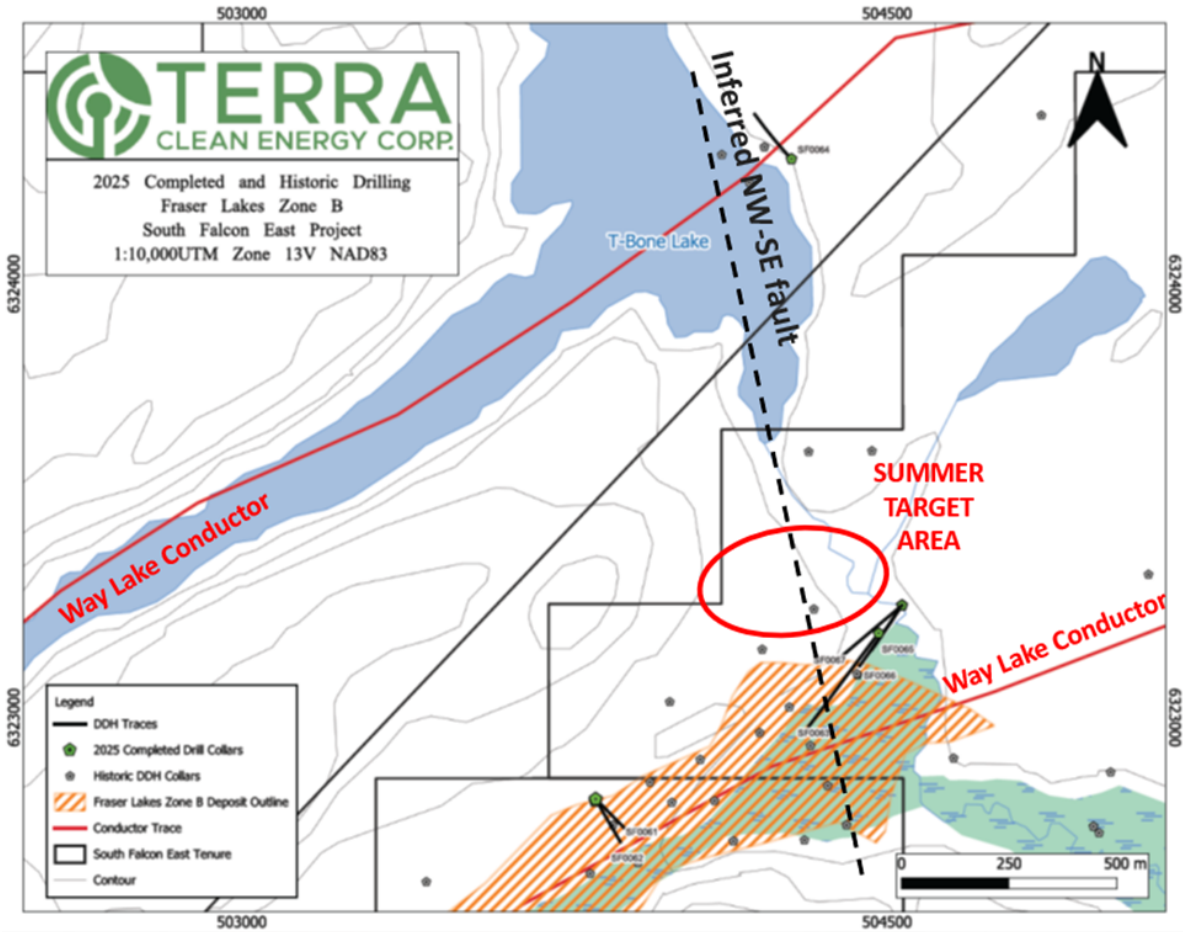 503000
504500
TERRA
CLEAN ENERGY CORP.
2025 Completed and Historic Drilling
Fraser Lakes Zone B
South Falcon East Project
1:10,000UTM Zone 13V NAD83
N
Inferred NW-SE fault
SF0064
T-Bone Lake
6324000
6324000
SUMMER
TARGET
AREA
Way Lake Conductor
Way Lake Conductor
SF0065
SF0067
SF0066
SF0063
SF0061
SF0062
6323000
6323000
Legend
DDH Traces
2025 Completed Drill Collars
Historic DDH Collars
Fraser Lakes Zone B Deposit Outline
Conductor Trace
South Falcon East Tenure
Contour
0 250 500 m
503000
504500